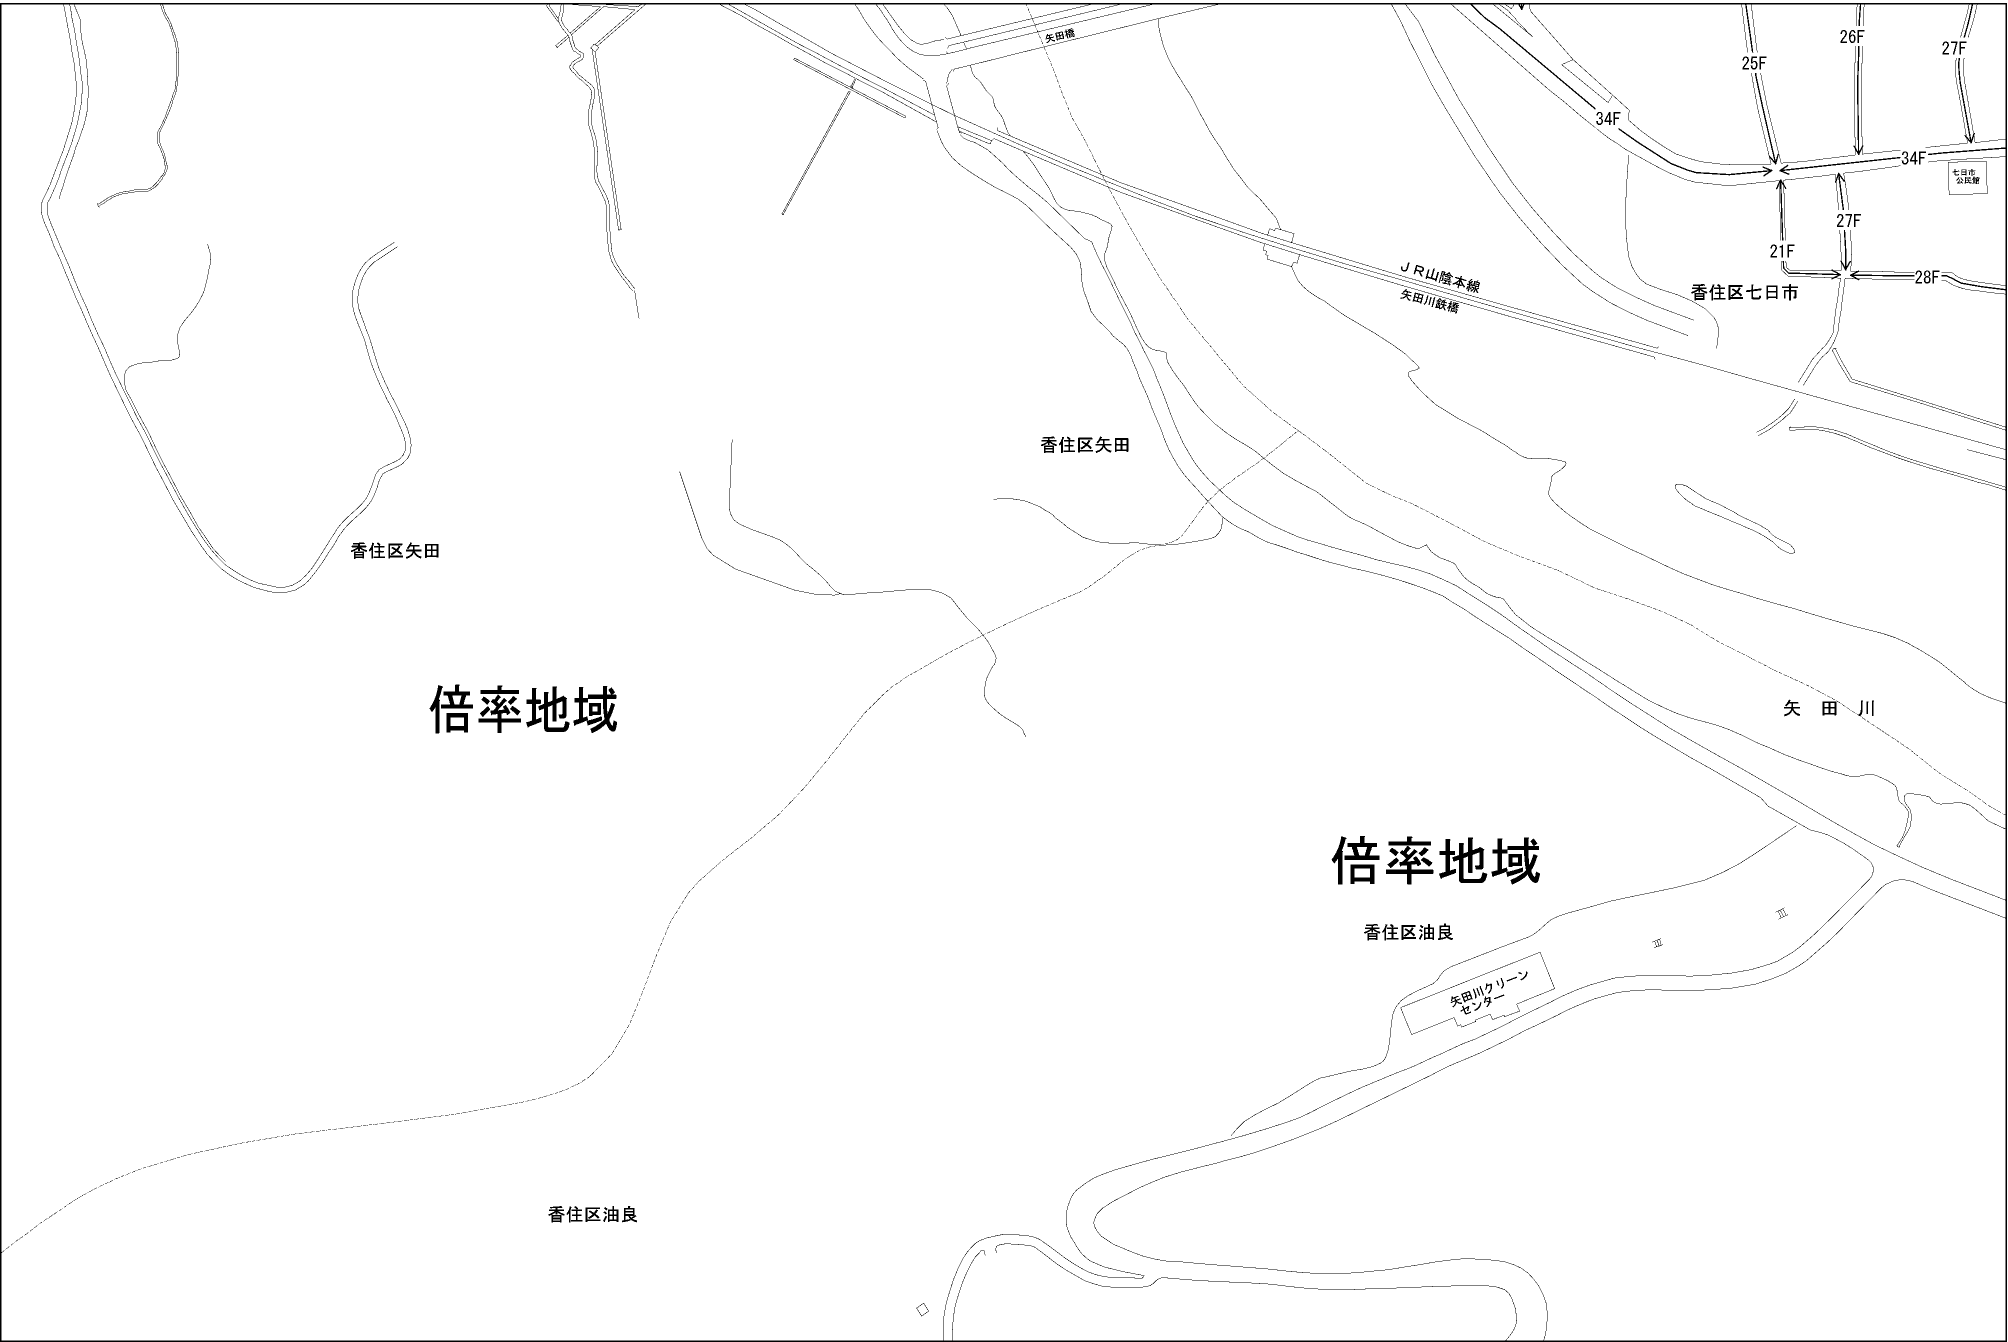 矢田橋
26F
27F
25F
34F
34F
七日市
公民館
27F
21F
ＪＲ山陰本線
28F
香住区七日市
矢田川鉄橋
香住区矢田
香住区矢田
倍率地域
矢田川
倍率地域
香住区油良
矢田川クリーン
センター
香住区油良